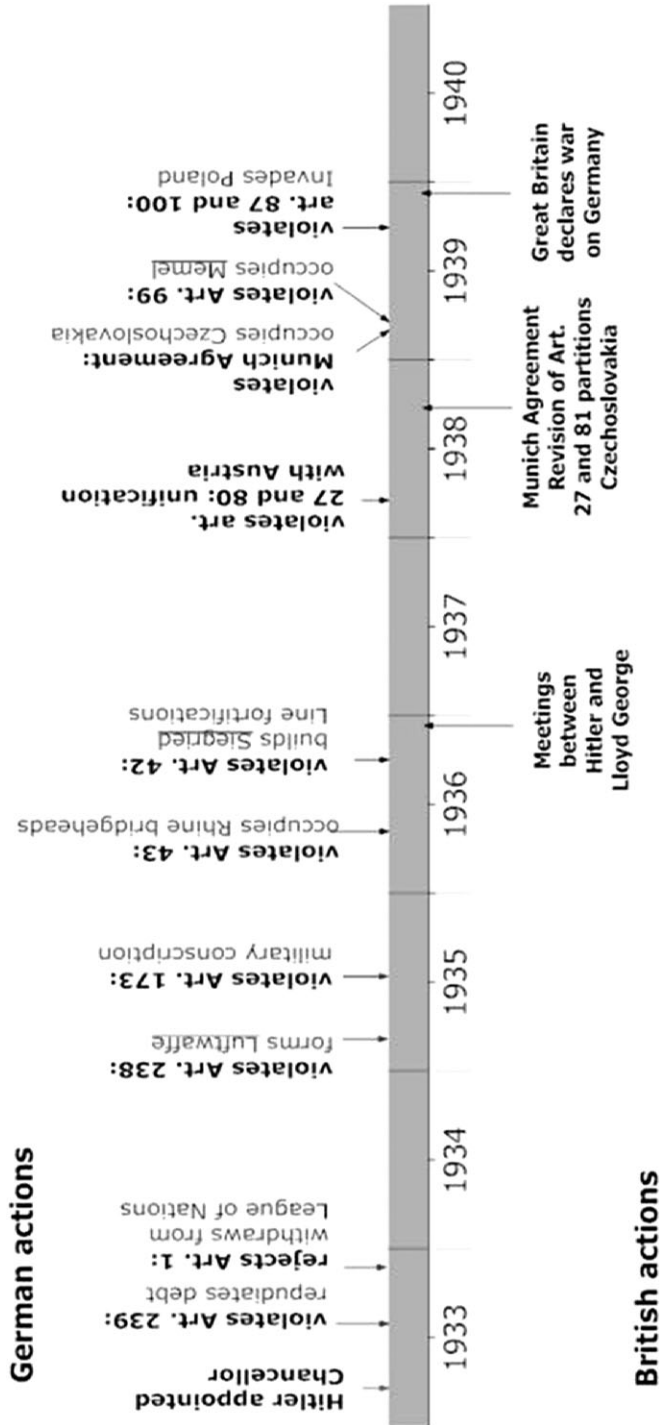 German actions
Hitler appointed
Chancellor
violates Art. 239:
repudiates debt
rejects Art. 1:
withdraws from
League of Nations
violates Art. 238:
forms Luftwaffe
violates Art. 173:
military conscription
violates Art. 43:
occupies Rhine bridgeheads
violates Art. 42:
builds Siegried
Line fortifications
violates art.
27 and 80: unification
with Austria
violates
Munich Agreement:
occupies Czechoslovakia
violates Art. 99:
occupies Memel
violates
art. 87 and 100:
Invades Poland
1933
1934
1935
1936
1937
1938
1939
1940
British actions
Meetings
between
Hitler and
Lloyd George
Munich Agreement
Revision of Art.
27 and 81 partitions
Czechoslovakia
Great Britain
declares war
on Germany